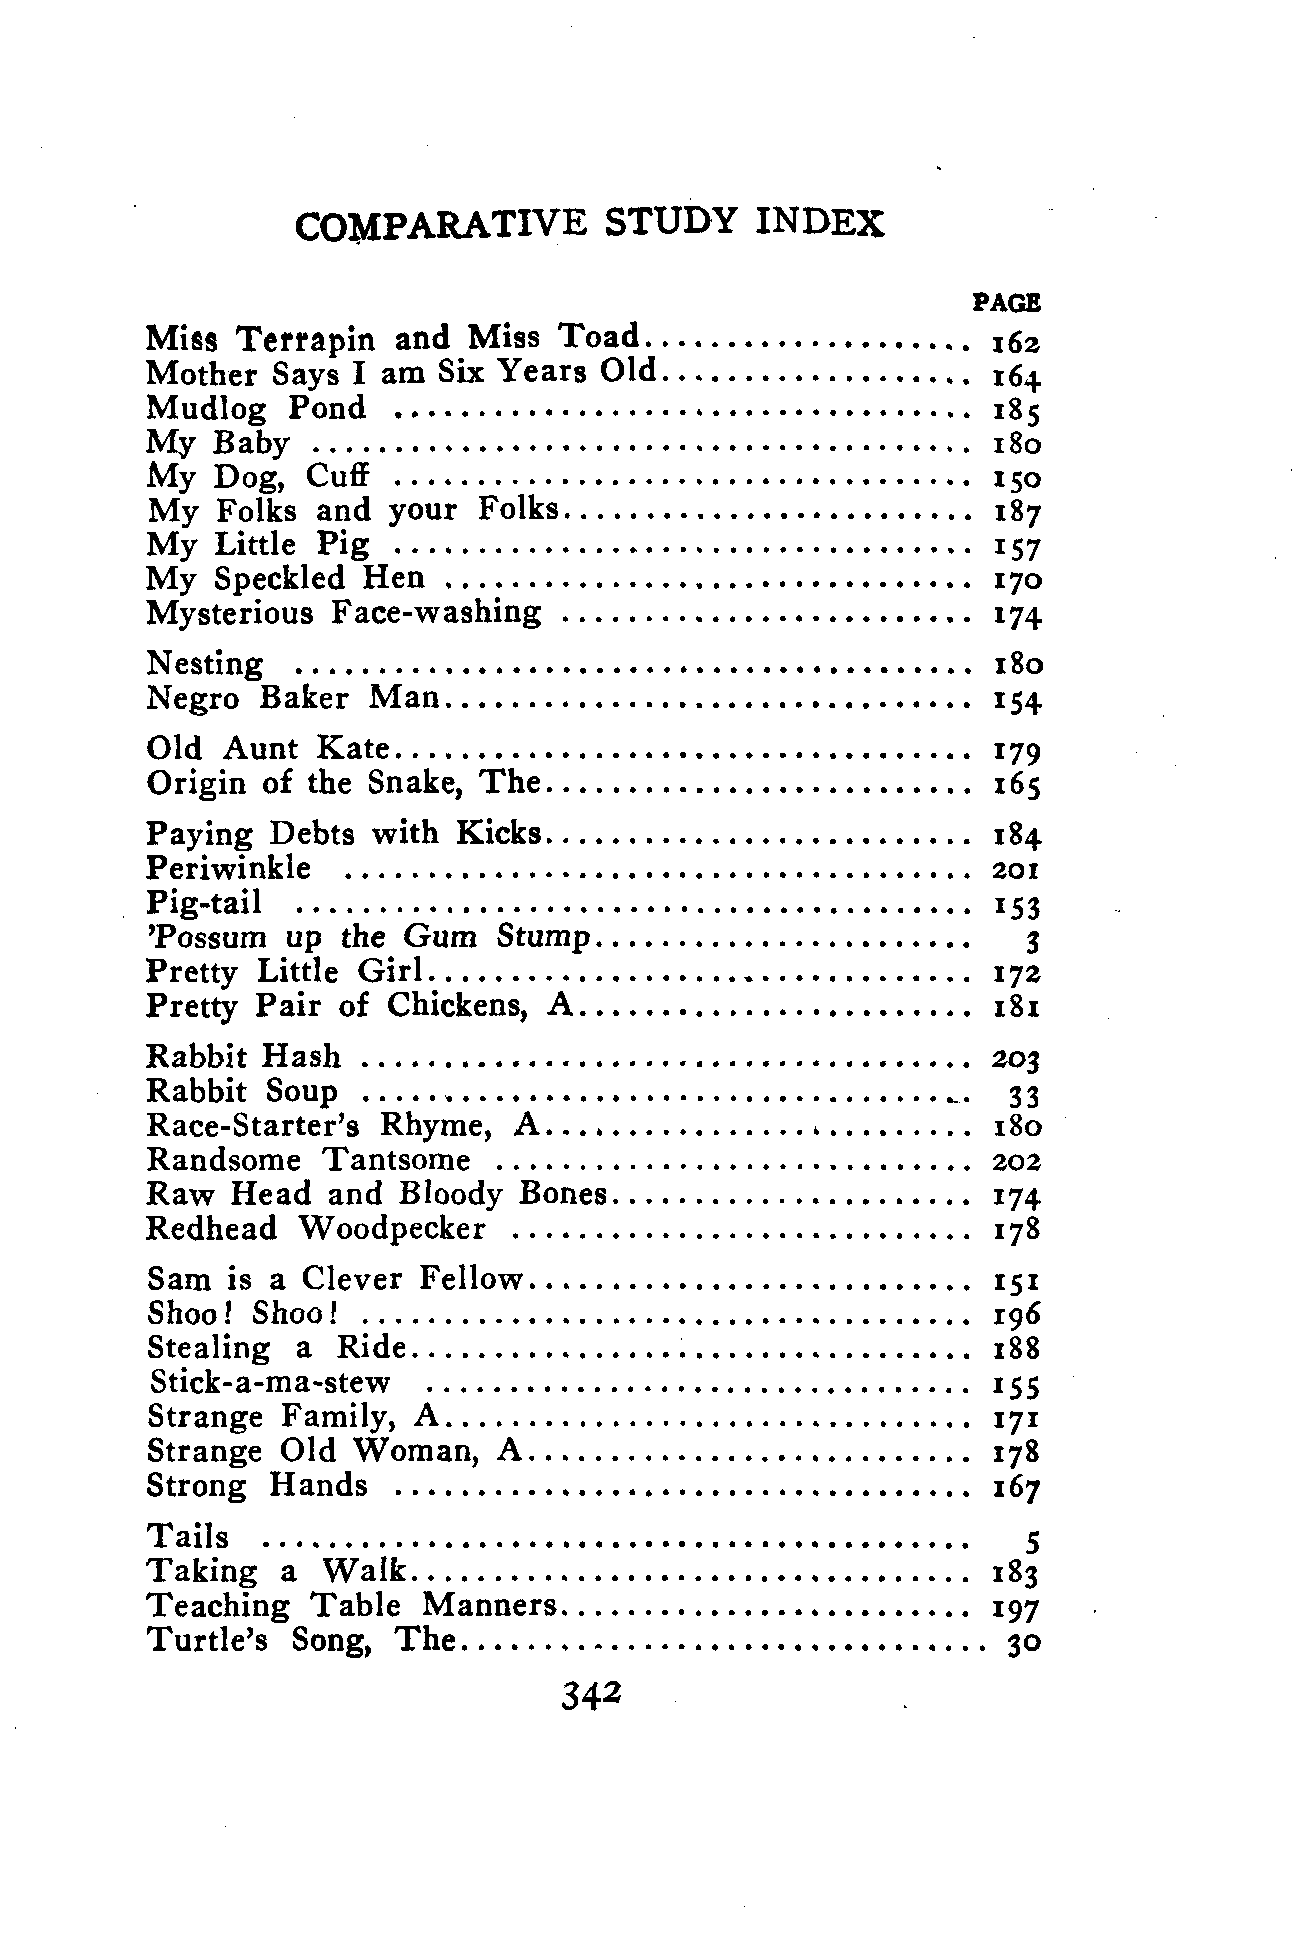 COMPARATIVE STUDY INDEX
PAGE
Miss Terrapin and Miss Toad.................... 162
Mother Says I am Six Years Old................... 164
Mudlog Pond ................................... 185
My Baby ........................................ 180
My Dog, Cuff ................................... 150
My Folks and your Folks......................... 187
My Little Pig ................................... 157
My Speckled Hen ................................ 170
Mysterious Face-washing ......................... 174
Nesting ......................................... 180
Negro Baker Man................................ 154
Old Aunt Kate................................... 179
Origin of the Snake, The.......................... 165
Paying Debts with Kicks.......................... 184
Periwinkle ...................................... 201
Pig-tail ......................................... 153
'Possum up the Gum Stump....................... 3
Pretty Little Girl................................. 172
Pretty Pair of Chickens, A........................ 181
Rabbit Hash ..................................... 203
Rabbit Soup ..................................... 33
Race-Starter's Rhyme, A.......................... 180
Randsome Tantsome ............................. 202
Raw Head and Bloody Bones...................... 174
Redhead Woodpecker ............................ 178
Sam is a Clever Fellow........................... 151
Shoo! Shoo! ..................................... 196
Stealing a Ride.................................. 188
Stick-a-ma-stew ................................. 155
Strange Family, A................................ 171
Strange Old Woman, A........................... 178
Strong Hands ................................... 167
Tails ........................................... 5
Taking a Walk.................................. 183
Teaching Table Manners......................... 197
Turtle's Song, The................................ 30
342